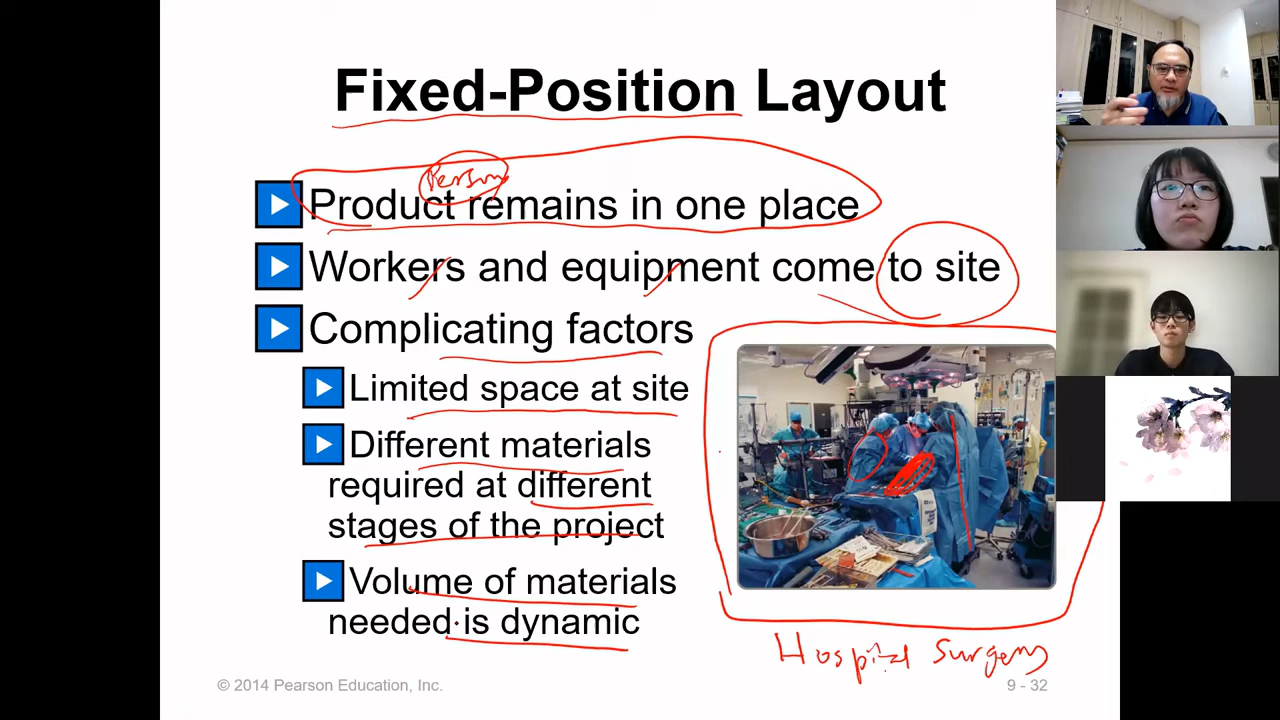 Fixed-Position Layout
Person
Product remains in one place
Workers and equipment come to site
Complicating factors
Limited space at site
Different materials
required at different
stages of the project
Volume of materials
needed is dynamic
Hospital Surgery
© 2014 Pearson Education, Inc.
9 - 32